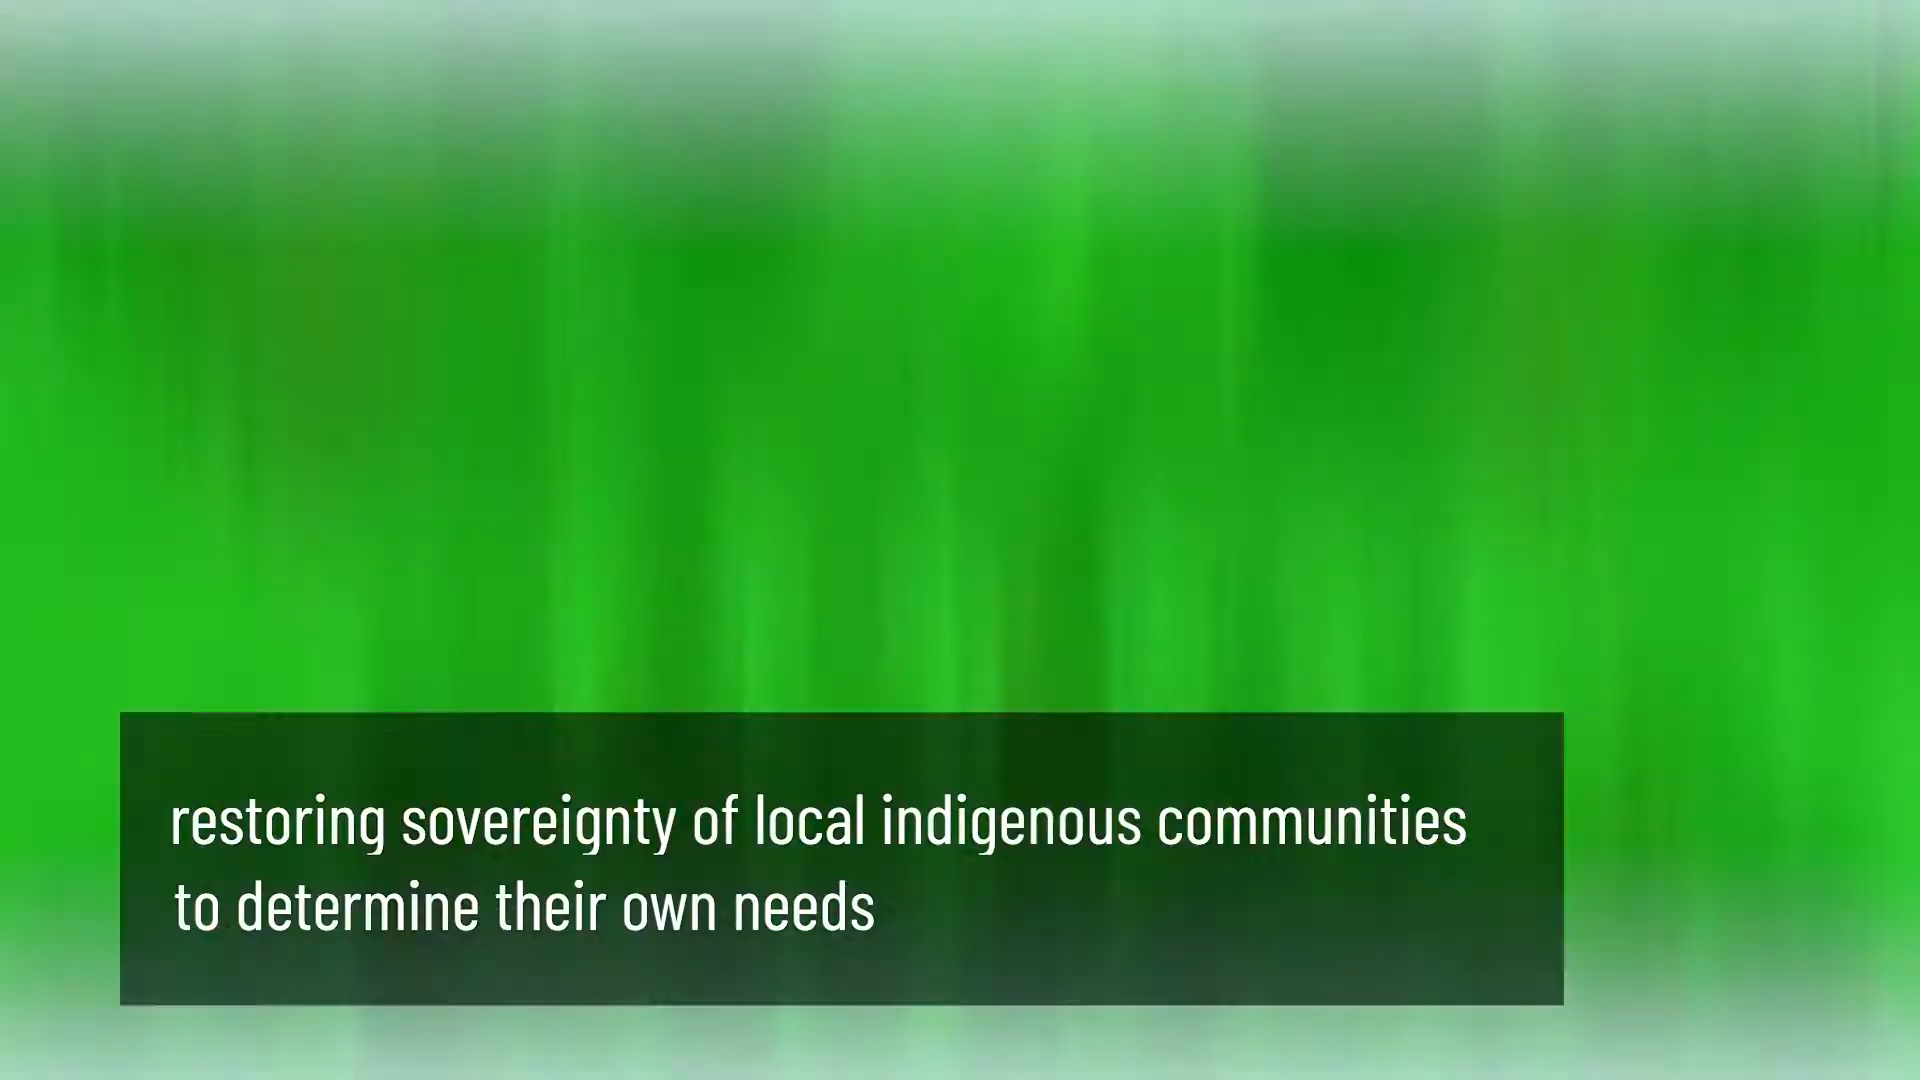 restoring sovereignty of local indigenous communities
to determine their own needs